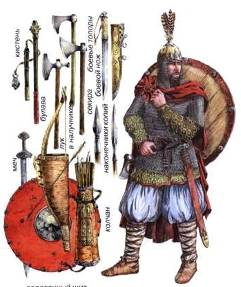 кистень
булава
боевые топоры
секира
боевой нож
лук
в налучнике
наконечники копий
меч
колчан